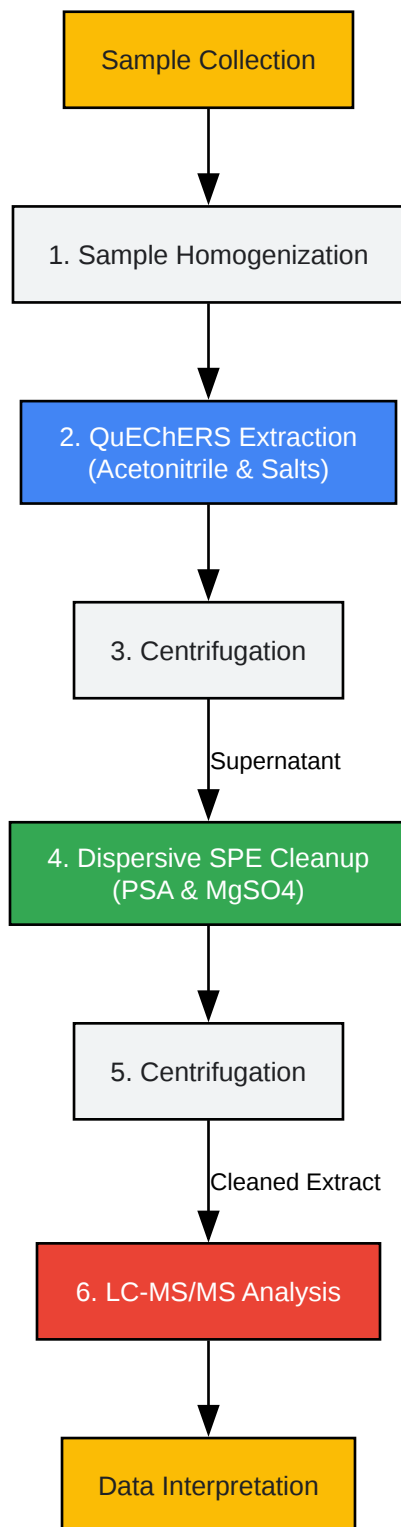 Sample Collection
1. Sample Homogenization
2. QuEChERS Extraction
(Acetonitrile & Salts)
3. Centrifugation
Supernatant
4. Dispersive SPE Cleanup
(PSA & MgSO4)
5. Centrifugation
Cleaned Extract
6. LC-MS/MS Analysis
Data Interpretation